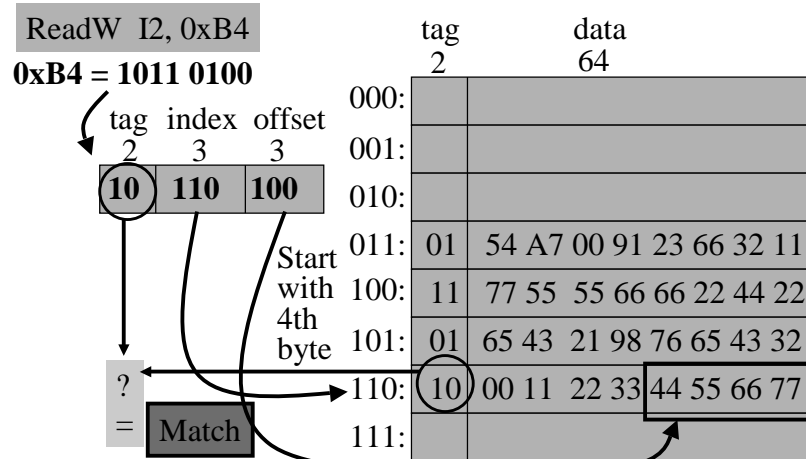 ReadW I2, 0xB4
0xB4 = 1011 0100
tag index offset
2 3 3
10 110 100
Start
with
4th
byte
?
=
Match
tag data
2 64
000:
001:
010:
011: 01 54 A7 00 91 23 66 32 11
100: 11 77 55 55 66 66 22 44 22
101: 01 65 43 21 98 76 65 43 32
110: 10 00 11 22 33 44 55 66 77
111: